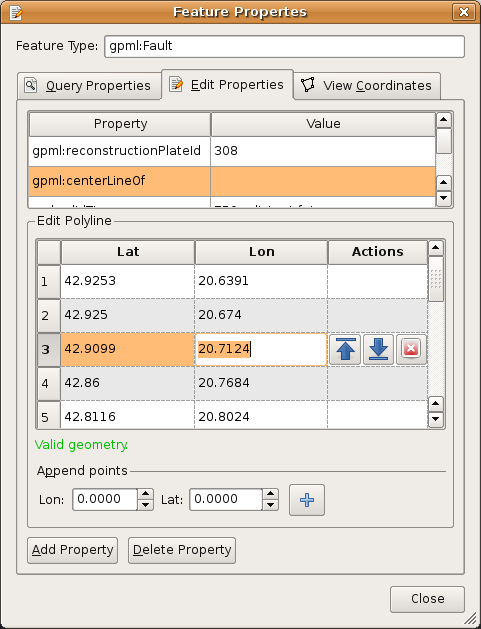 Feature Propertes
Feature Type: gpml:Fault
Query Properties Edit Properties View Coordinates
Property Value
gpml:reconstructionPlateId 308
gpml:centerLineOf
Edit Polyline
Lat Lon Actions
1 42.9253 20.6391
2 42.925 20.674
3 42.9099 20.7124
4 42.86 20.7684
5 42.8116 20.8024
Valid geometry.
Append points
Lon: 0.0000 Lat: 0.0000
Add Property Delete Property
Close